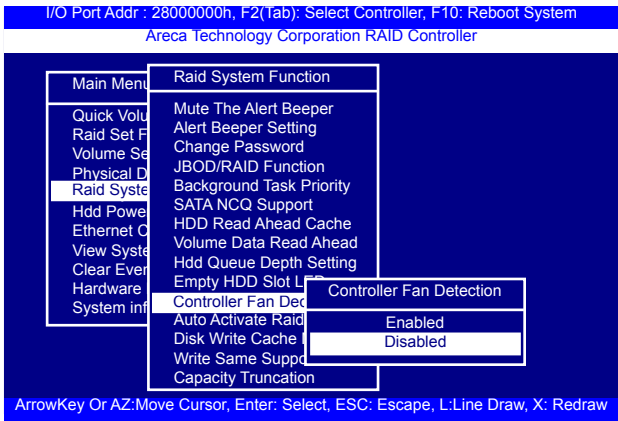 I/O Port Addr : 28000000h, F2(Tab): Select Controller, F10: Reboot System
Areca Technology Corporation RAID Controller
Main Menu
Quick Volu
Raid Set F
Volume Se
Physical D
Raid Syste
Hdd Powe
Ethernet C
View Syste
Clear Even
Hardware
System inf
Raid System Function
Mute The Alert Beeper
Alert Beeper Setting
Change Password
JBOD/RAID Function
Background Task Priority
SATA NCQ Support
HDD Read Ahead Cache
Volume Data Read Ahead
Hdd Queue Depth Setting
Empty HDD Slot LED
Controller Fan Dec
Auto Activate Raid
Disk Write Cache
Write Same Suppo
Capacity Truncation
Controller Fan Detection
Enabled
Disabled
ArrowKey Or AZ:Move Cursor, Enter: Select, ESC: Escape, L:Line Draw, X: Redraw